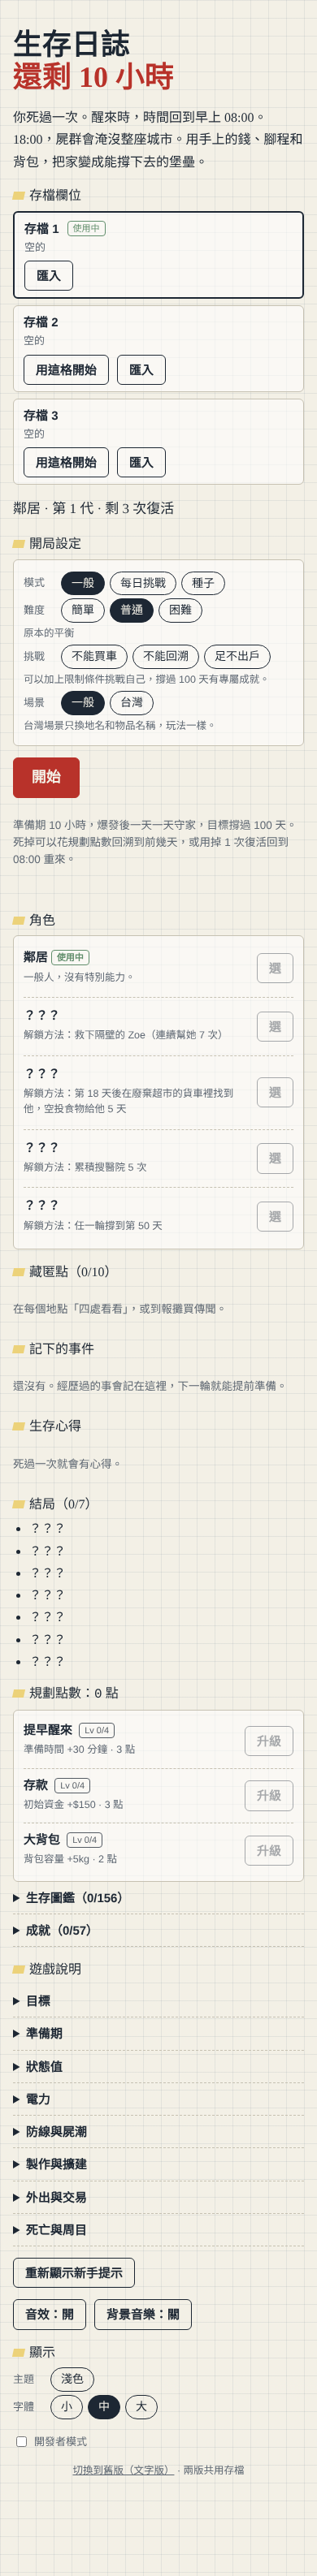 生存日誌
還剩 10 小時
你死過一次。醒來時，時間回到早上 08:00。
18:00，屍群會淹沒整座城市。用手上的錢、腳程和
背包，把家變成能撐下去的堡壘。
存檔欄位
存檔 1 使用中
空的
匯入
存檔 2
空的
用這格開始 匯入
存檔 3
空的
用這格開始 匯入
鄰居 · 第 1 代 · 剩 3 次復活
開局設定
模式 一般 每日挑戰 種子
難度 簡單 普通 困難
原本的平衡
挑戰 不能買車 不能回溯 足不出戶
可以加上限制條件挑戰自己，撐過 100 天有專屬成就。
場景 一般 台灣
台灣場景只換地名和物品名稱，玩法一樣。
開始
準備期 10 小時，爆發後一天一天守家，目標撐過 100 天。
死掉可以花規劃點數回溯到前幾天，或用掉 1 次復活回到
08:00 重來。
角色
鄰居 使用中
一般人，沒有特別能力。
選
？？？
解鎖方法：救下隔壁的 Zoe（連續幫她 7 次）
選
？？？
解鎖方法：第 18 天後在廢棄超市的貨車裡找到
他，空投食物給他 5 天
選
？？？
解鎖方法：累積搜醫院 5 次
選
？？？
解鎖方法：任一輪撐到第 50 天
選
藏匿點（0/10）
在每個地點「四處看看」，或到報攤買傳聞。
記下的事件
還沒有。經歷過的事會記在這裡，下一輪就能提前準備。
生存心得
死過一次就會有心得。
結局（0/7）
？？？
？？？
？？？
？？？
？？？
？？？
？？？
規劃點數：0 點
提早醒來 Lv 0/4
準備時間 +30 分鐘 · 3 點
升級
存款 Lv 0/4
初始資金 +$150 · 3 點
升級
大背包 Lv 0/4
背包容量 +5kg · 2 點
升級
生存圖鑑（0/156）
成就（0/57）
遊戲說明
目標
準備期
狀態值
電力
防線與屍潮
製作與擴建
外出與交易
死亡與周目
重新顯示新手提示
音效：開 背景音樂：關
顯示
主題 淺色
字體 小 中 大
開發者模式
切換到舊版（文字版） · 兩版共用存檔